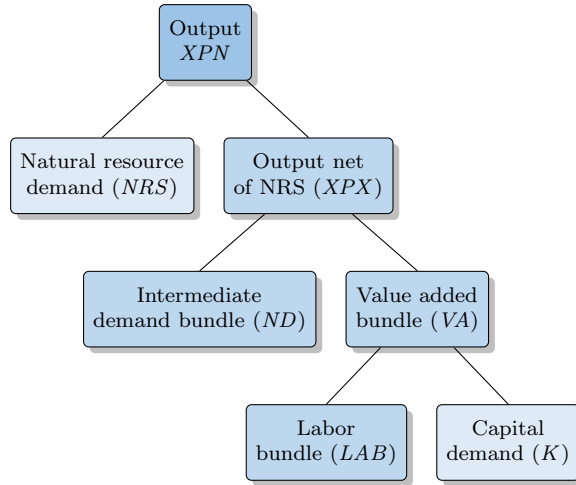 Output
XPN
Natural resource
demand (NRS)
Output net
of NRS (XPX)
Intermediate
demand bundle (ND)
Value added
bundle (VA)
Labor
bundle (LAB)
Capital
demand (K)